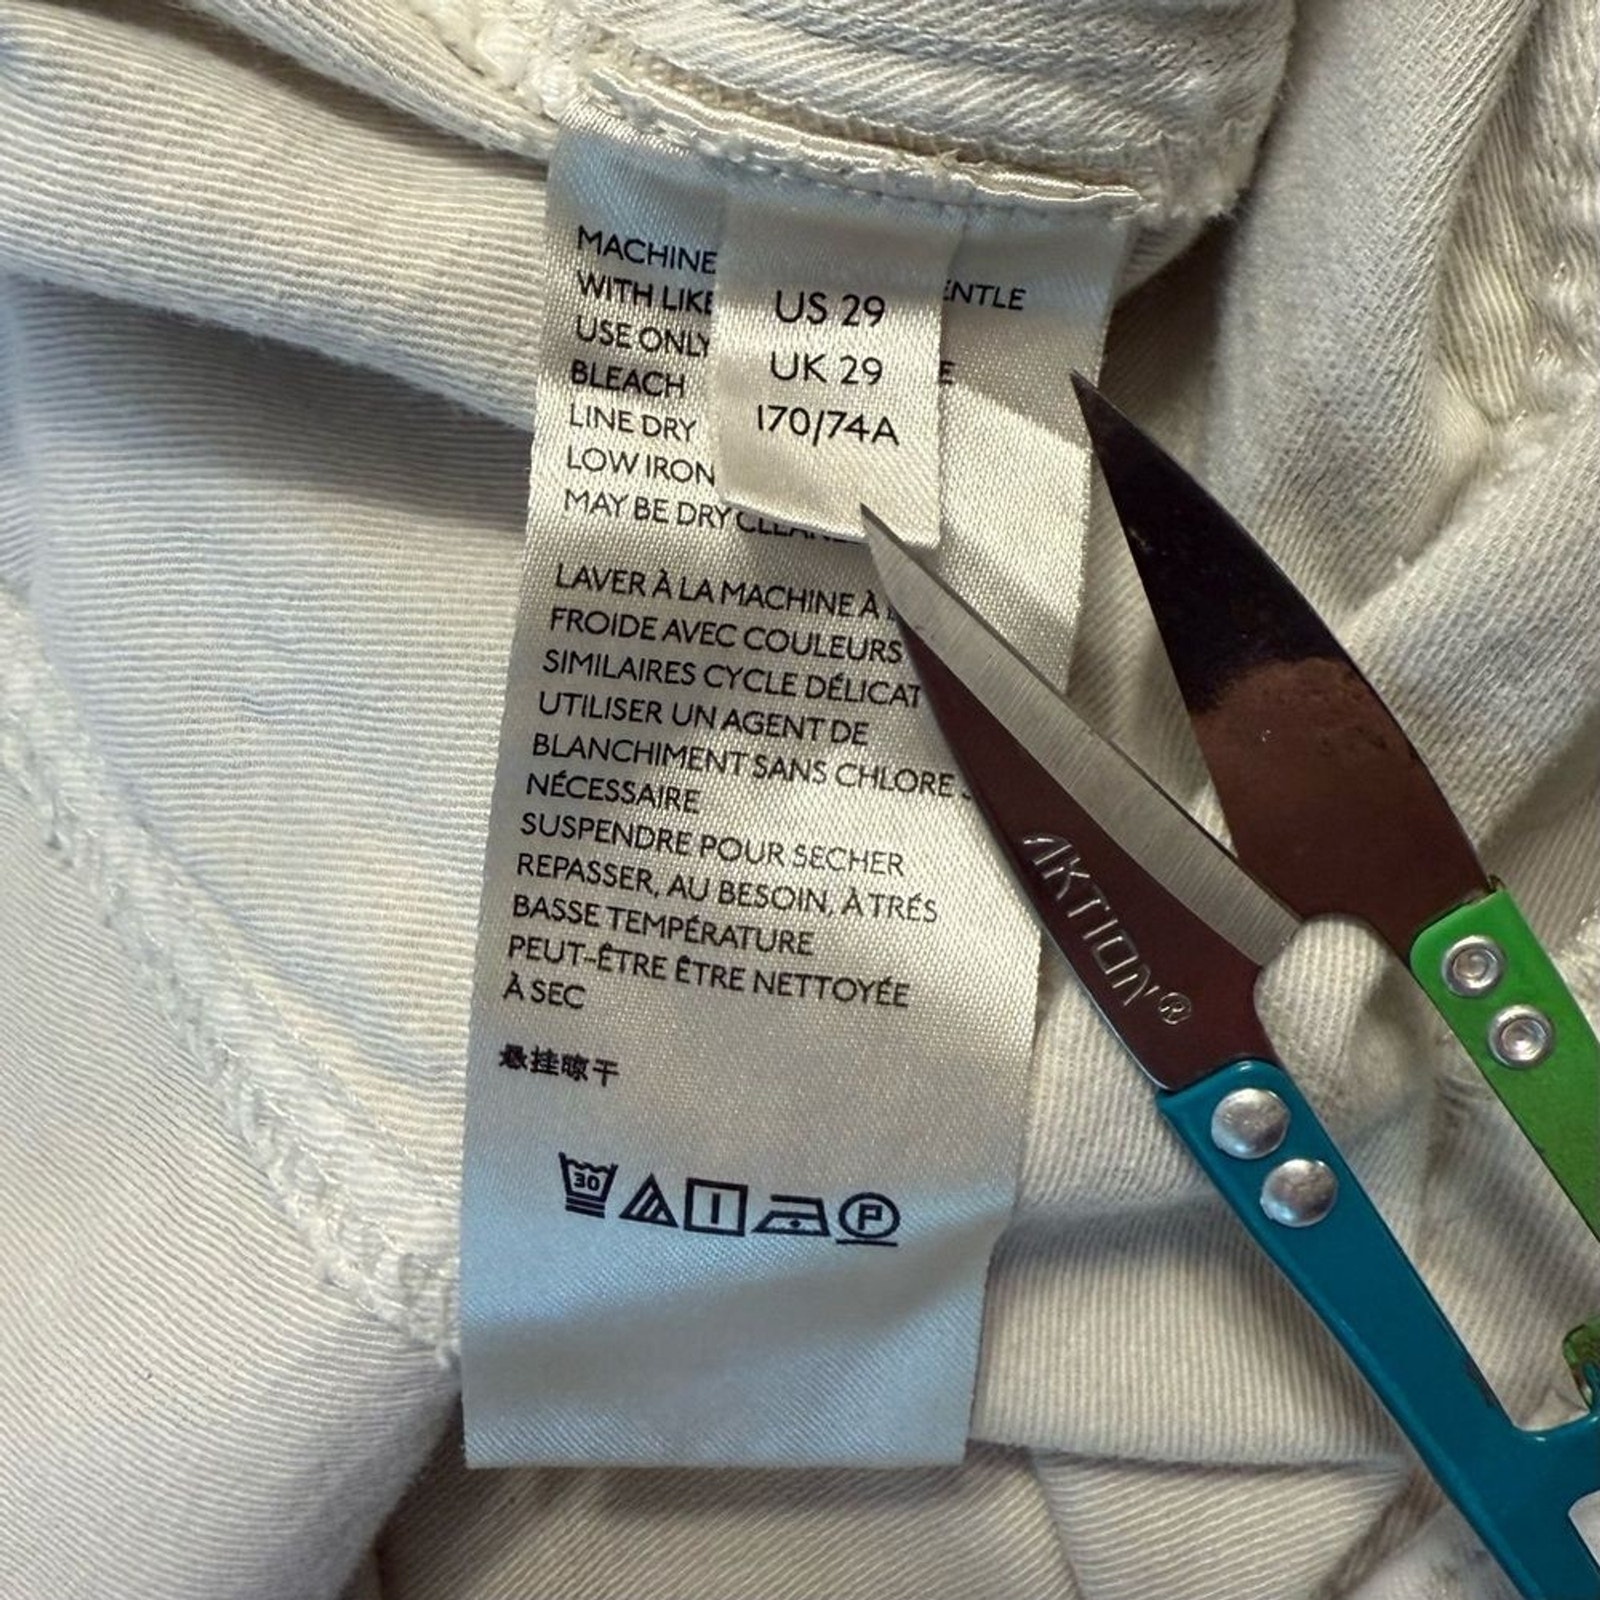 MACHINE
WITH LIKE
USE ONLY
BLEACH
LINE DRY
LOW IRON
MAY BE DRY CLEANE
US 29
UK 29
170/74A
LAVER À LA MACHINE À
FROIDE AVEC COULEURS
SIMILAIRES CYCLE DÉLICAT
UTILISER UN AGENT DE
BLANCHIMENT SANS CHLORE
NÉCESSAIRE
SUSPENDRE POUR SECHER
REPASSER, AU BESOIN, À TRÉS
BASSE TEMPÉRATURE
PEUT-ÊTRE ÊTRE NETTOYÉE
À SEC
悬挂晾干
30
P
AKTION®